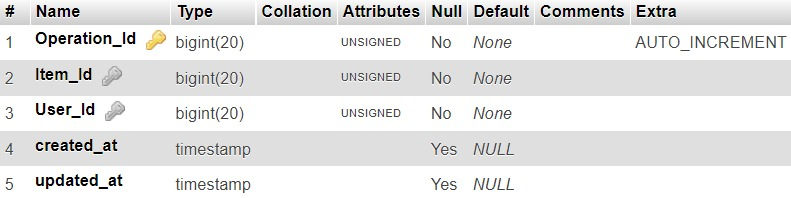 # Name Type Collation Attributes Null Default Comments Extra
1 Operation_Id bigint(20) UNSIGNED No None AUTO_INCREMENT
2 Item_Id bigint(20) UNSIGNED No None
3 User_Id bigint(20) UNSIGNED No None
4 created_at timestamp Yes NULL
5 updated_at timestamp Yes NULL